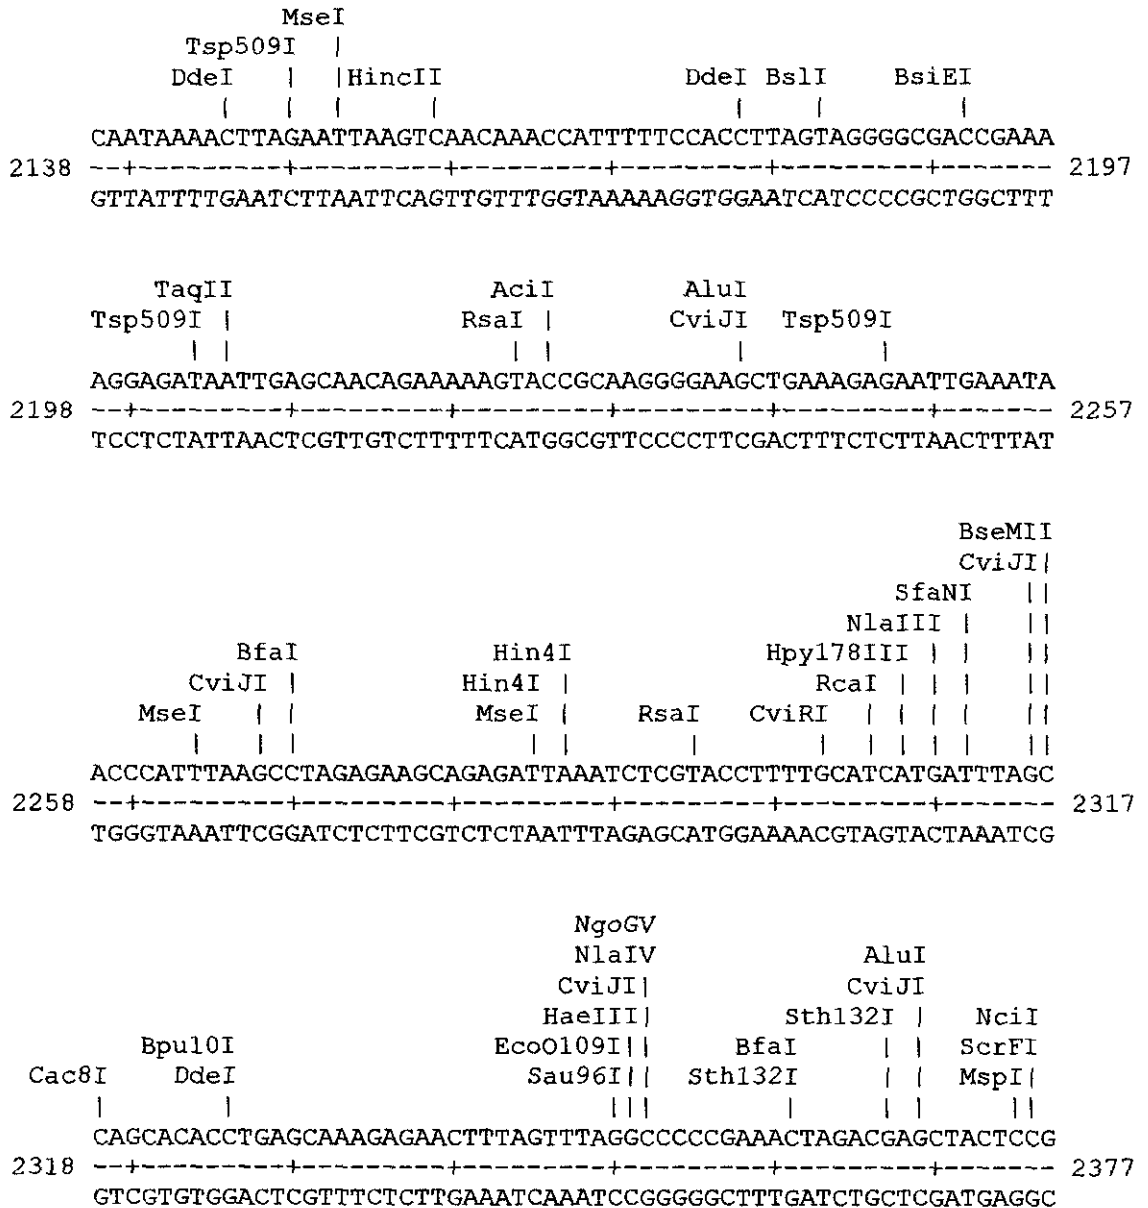 MseI
Tsp509I |
DdeI | |HincII DdeI BslI BsiEI
| | | | | | |
CAATAAAACTTAGAATTAAGTCAACAAACCATTTTTCCACCTTAGTAGGGGCGACCGAAA
2138 --+---------+---------+---------+---------+---------+------- 2197
GTTATTTTGAATCTTAATTCAGTTGTTTGGTAAAAAGGTGGAATCATCCCCGCTGGCTTT
TaqII AciI AluI
Tsp509I | RsaI | CviJI Tsp509I
| | | | | |
AGGAGATAATTGAGCAACAGAAAAAGTACCGCAAGGGGAAGCTGAAAGAGAATTGAAATA
2198 --+---------+---------+---------+---------+---------+------- 2257
TCCTCTATTAACTCGTTGTCTTTTTCATGGCGTTCCCCTTCGACTTTCTCTTAACTTTAT
BseMII
CviJI|
SfaNI ||
NlaIII | ||
BfaI Hin4I Hpy178III | | ||
CviJI | Hin4I | RcaI | | | ||
MseI | | MseI | RsaI CviRI | | | | ||
| | | | | | | | | | | ||
ACCCATTTAAGCCTAGAGAAGCAGAGATTAAATCTCGTACCTTTTGCATCATGATTTAGC
2258 --+---------+---------+---------+---------+---------+------- 2317
TGGGTAAATTCGGATCTCTTCGTCTCTAATTTAGAGCATGGAAAACGTAGTACTAAATCG
NgoGV
NlaIV AluI
CviJI| CviJI
HaeIII| Sth132I | NciI
Bpu10I EcoO109I|| BfaI | | ScrFI
Cac8I DdeI Sau96I|| Sth132I | | MspI|
| | ||| | | | ||
CAGCACACCTGAGCAAAGAGAACTTTAGTTTAGGCCCCCGAAACTAGACGAGCTACTCCG
2318 --+---------+---------+---------+---------+---------+------- 2377
GTCGTGTGGACTCGTTTCTCTTGAAATCAAATCCGGGGGCTTTGATCTGCTCGATGAGGC